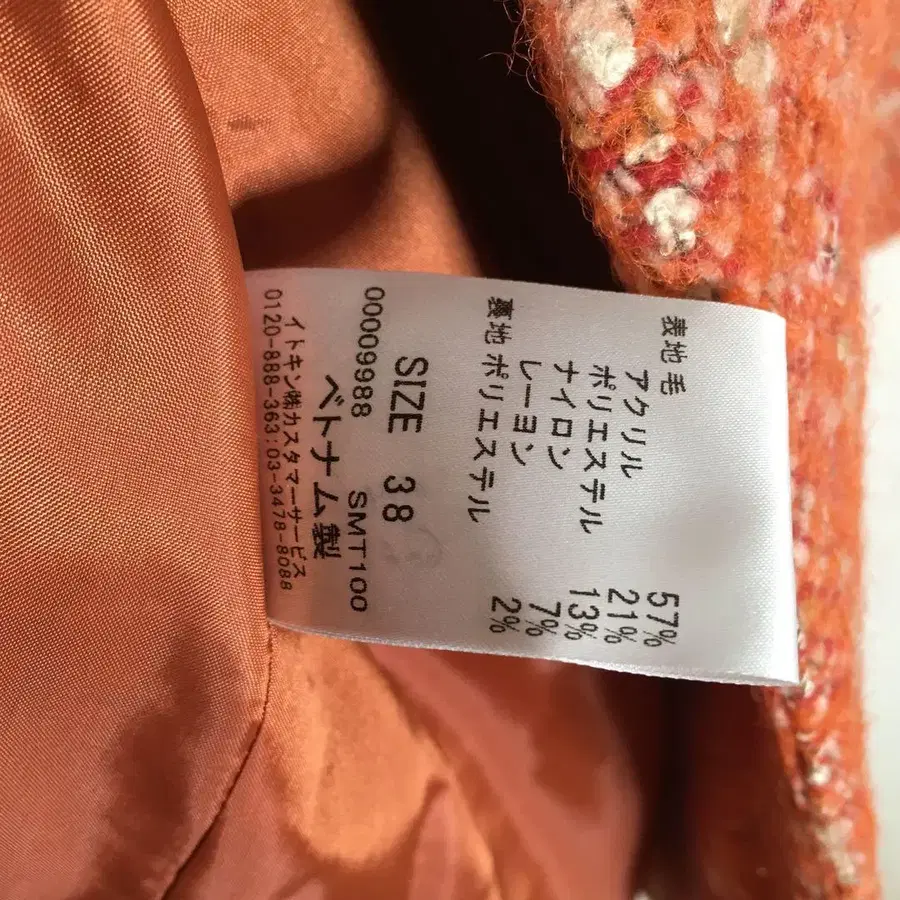 表地 毛 57%
アクリル 21%
ポリエステル 13%
ナイロン 7%
レーヨン 2%
裏地 ポリエステル
SIZE 38
00009988 SMT100
ベトナム製
イトキン㈱カスタマーサービス
0120-888-363:03-3478-8088